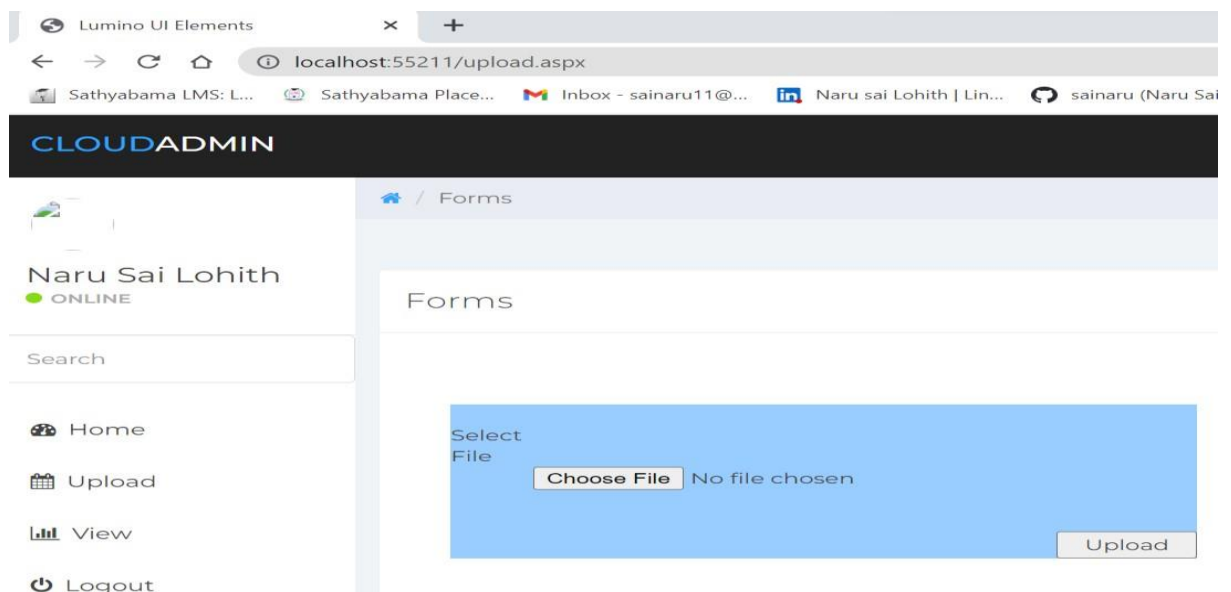 Lumino UI Elements
localhost:55211/upload.aspx
Sathyabama LMS: L... Sathyabama Place... Inbox - sainaru11@... Naru sai Lohith | Lin... sainaru (Naru Sai
CLOUDADMIN
/ Forms
Naru Sai Lohith
ONLINE
Forms
Search
Home
Upload
View
Logout
Select
File
Choose File No file chosen
Upload